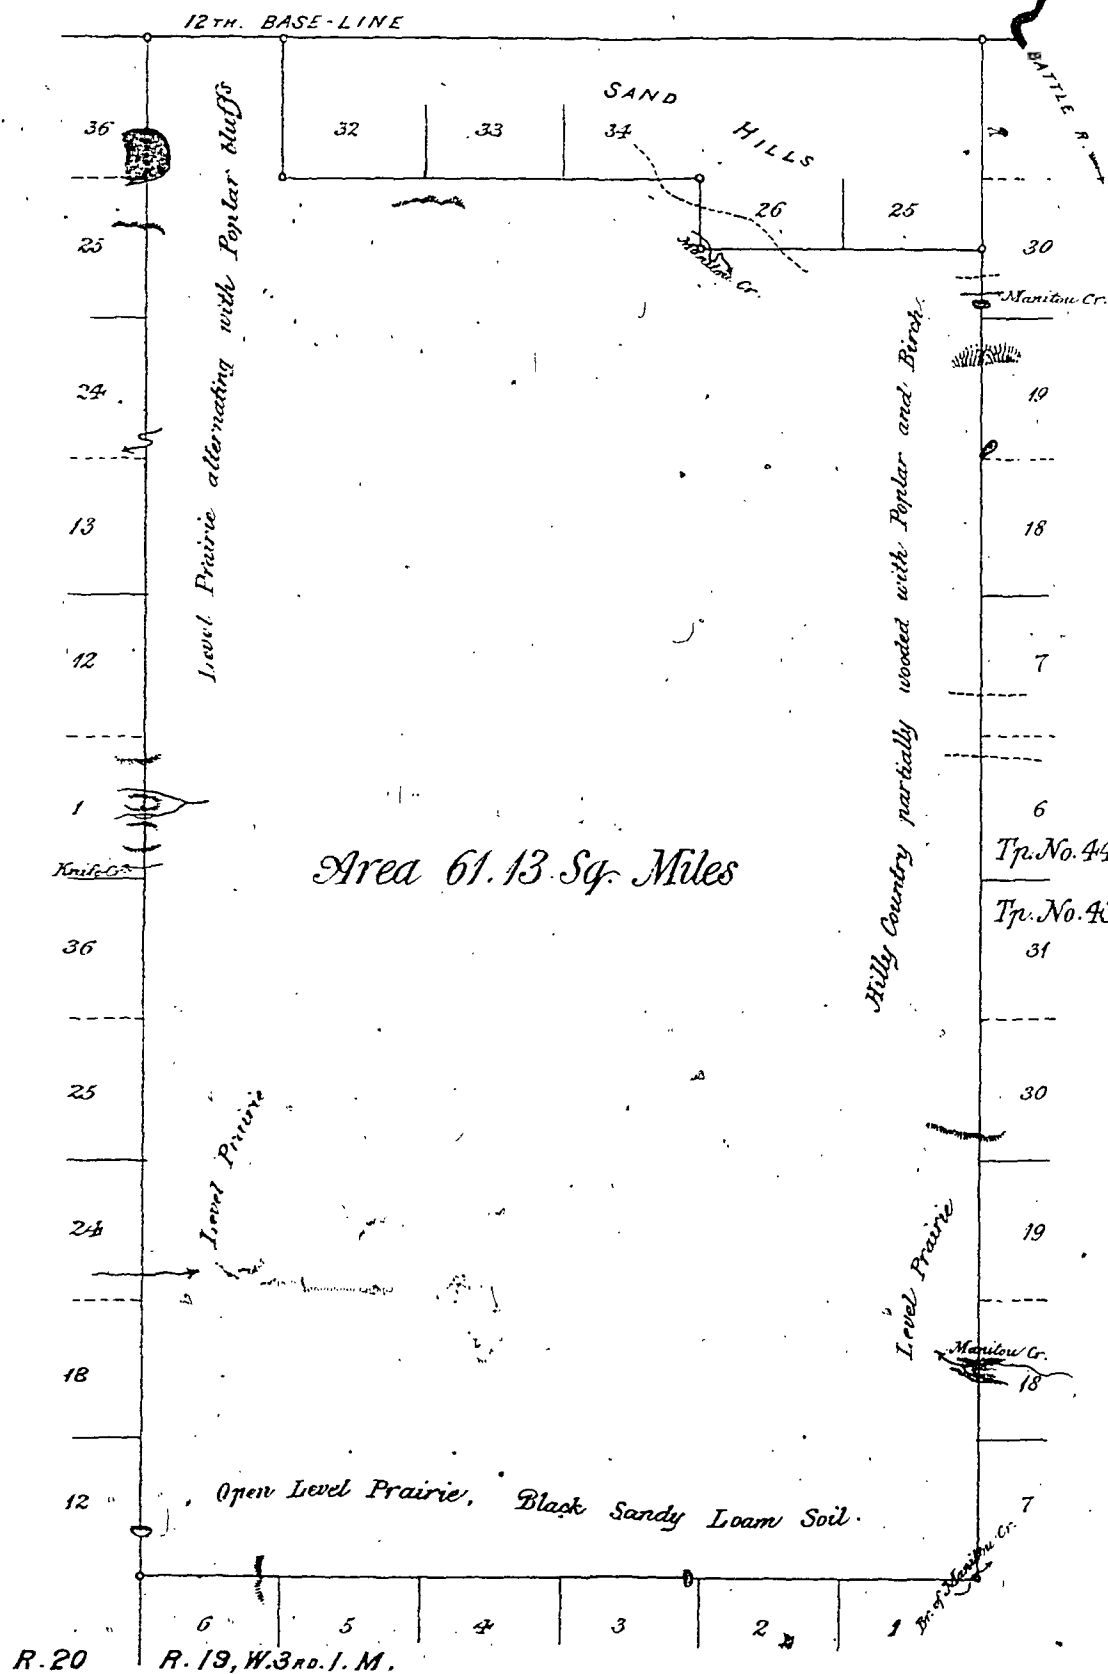 12TH. BASE-LINE
BATTLE R.
SAND
HILLS
36
32
33
34
26
25
25
30
Manitou Cr.
Manitou Cr.
Level Prairie alternating with Poplar bluffs
Hilly Country partially wooded with Poplar and Birch
24
19
13
18
12
7
1
6
Area 61.13 Sq. Miles
Tp. No. 44
Knife Cr.
Tp. No.
36
31
25
30
Level Prairie
24
19
Level Prairie
Manitou Cr.
18
18
Open Level Prairie. Black Sandy Loam Soil.
12
7
Br. of Manitou Cr.
6
5
4
3
2
1
R. 20
R. 19, W. 3RD. I. M.